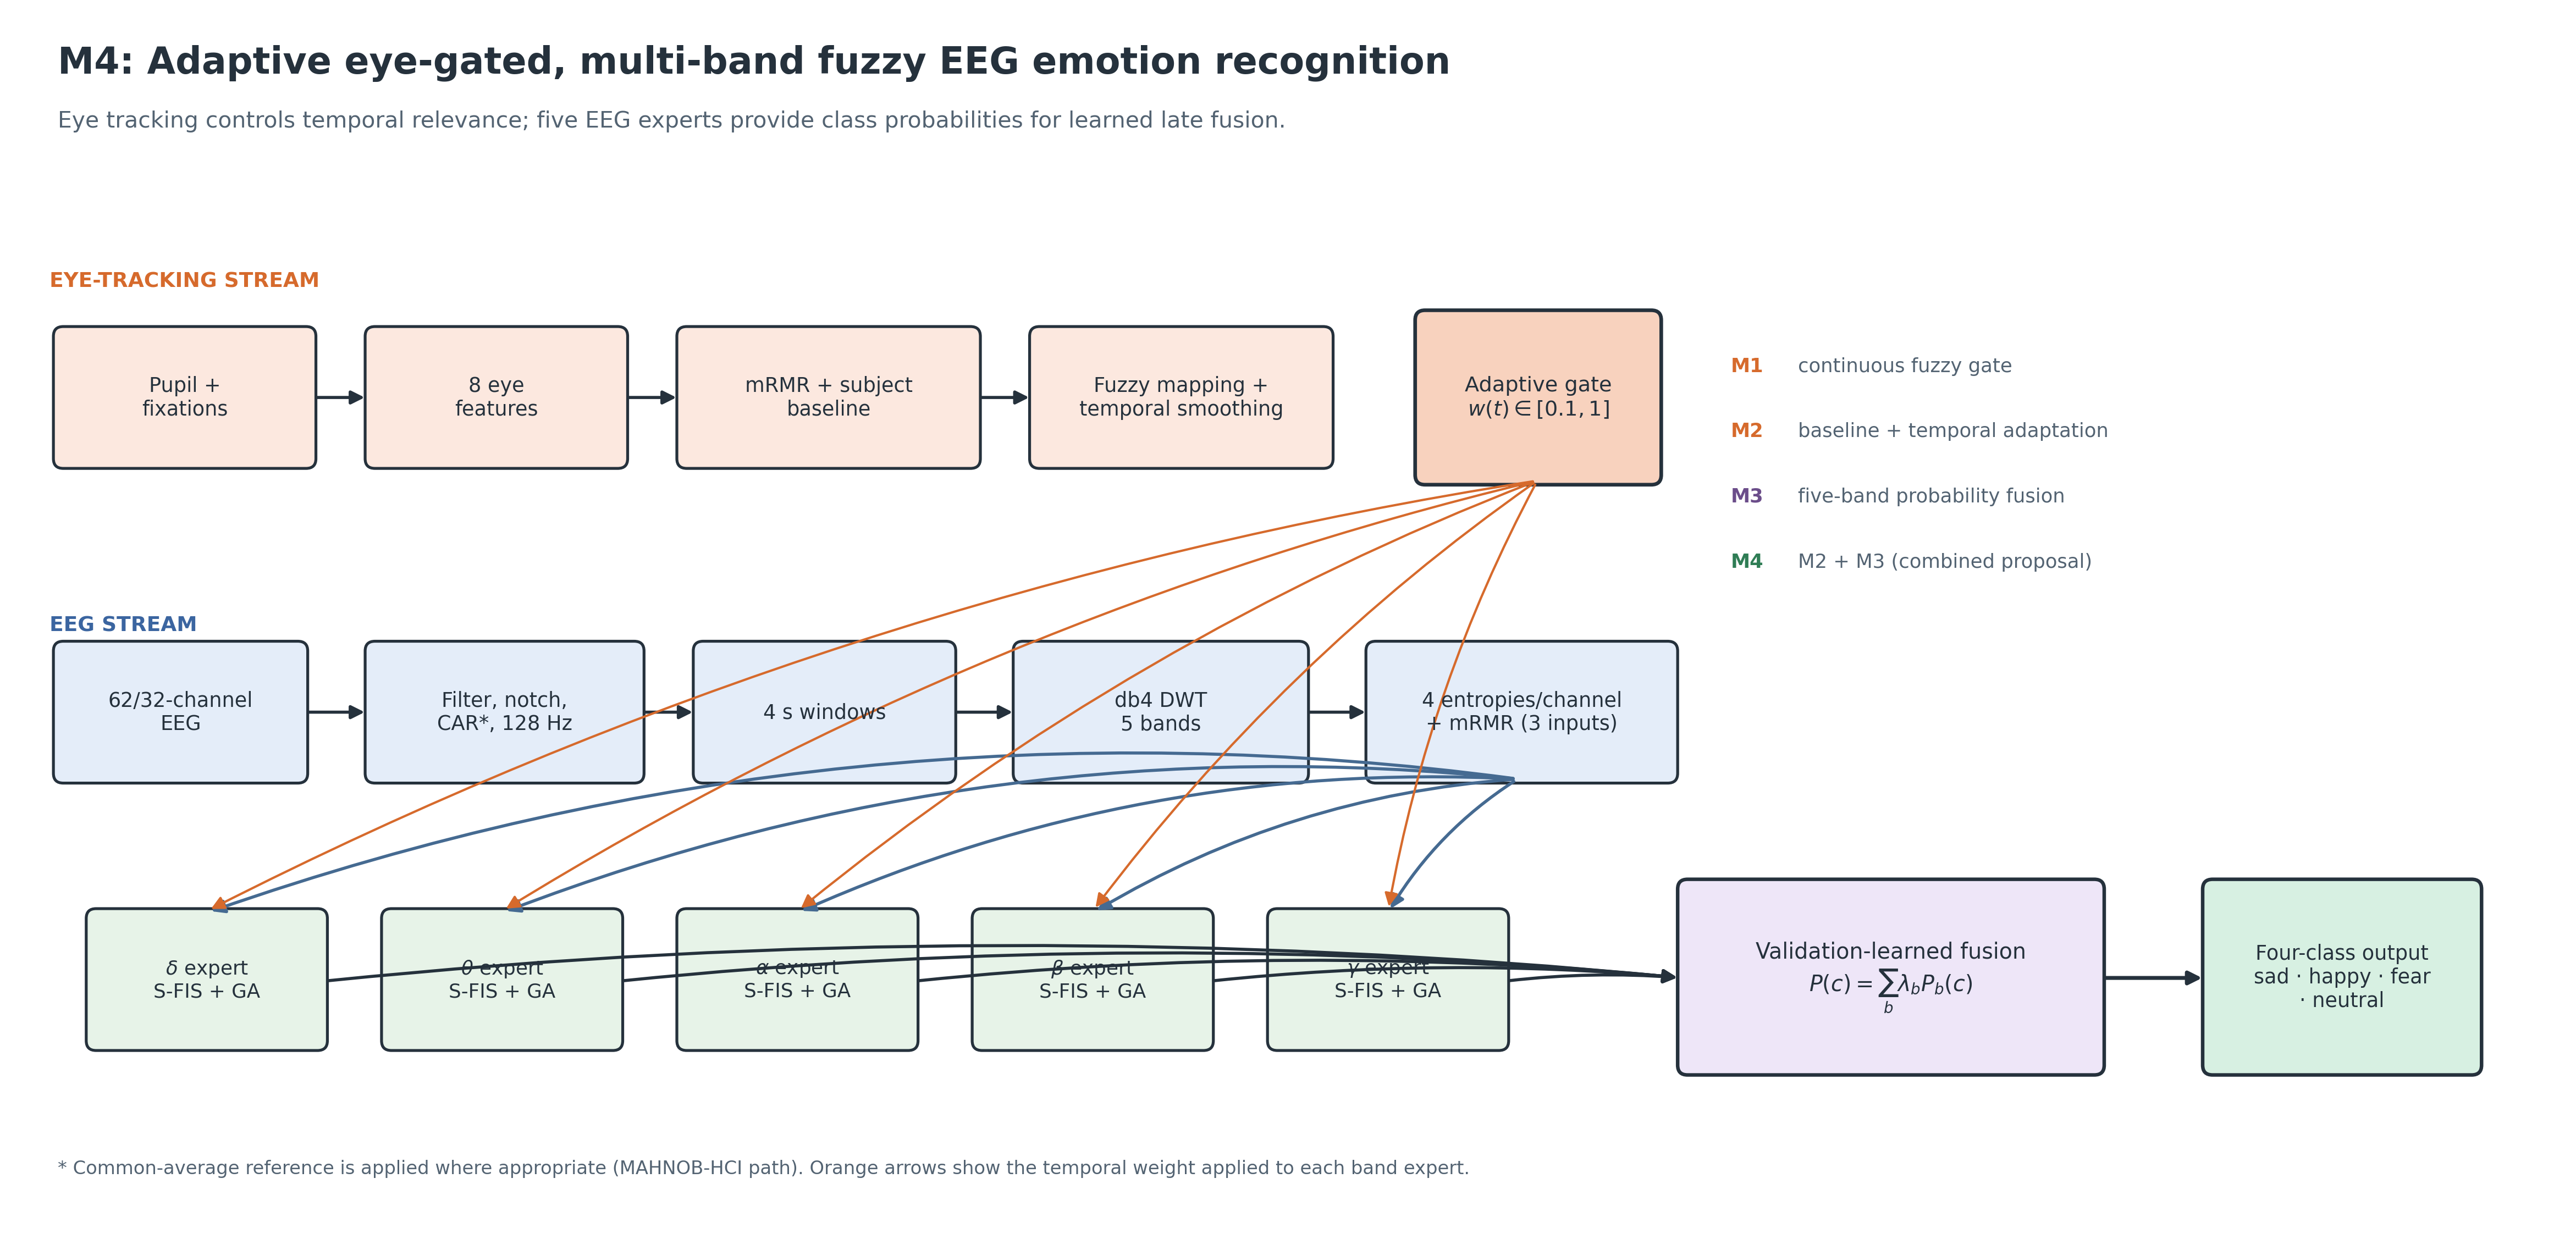 M4: Adaptive eye-gated, multi-band fuzzy EEG emotion recognition
Eye tracking controls temporal relevance; five EEG experts provide class probabilities for learned late fusion.
EYE-TRACKING STREAM
Pupil +
fixations
8 eye
features
mRMR + subject
baseline
Fuzzy mapping +
temporal smoothing
Adaptive gate
w(t) ∈ [0.1, 1]
M1 continuous fuzzy gate
M2 baseline + temporal adaptation
M3 five-band probability fusion
M4 M2 + M3 (combined proposal)
EEG STREAM
62/32-channel
EEG
Filter, notch,
CAR*, 128 Hz
4 s windows
db4 DWT
5 bands
4 entropies/channel
+ mRMR (3 inputs)
δ expert
S-FIS + GA
θ expert
S-FIS + GA
α expert
S-FIS + GA
β expert
S-FIS + GA
γ expert
S-FIS + GA
Validation-learned fusion
P(c) = ∑ λ_b P_b(c)
b
Four-class output
sad · happy · fear
· neutral
* Common-average reference is applied where appropriate (MAHNOB-HCI path). Orange arrows show the temporal weight applied to each band expert.